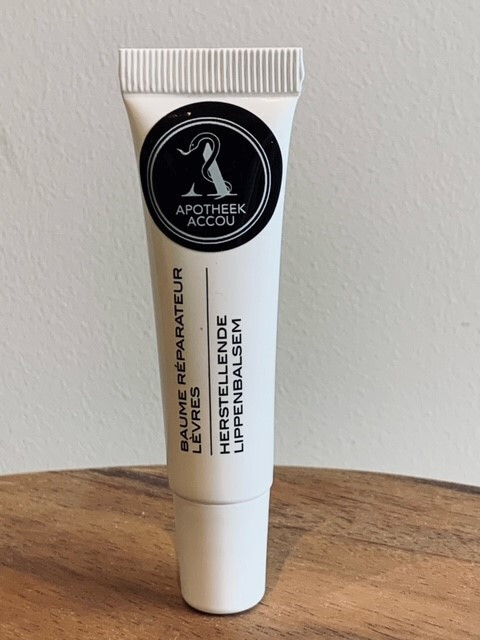 APOTHEEK
ACCOU
BAUME RÉPARATEUR
LÈVRES
HERSTELLENDE
LIPPENBALSEM